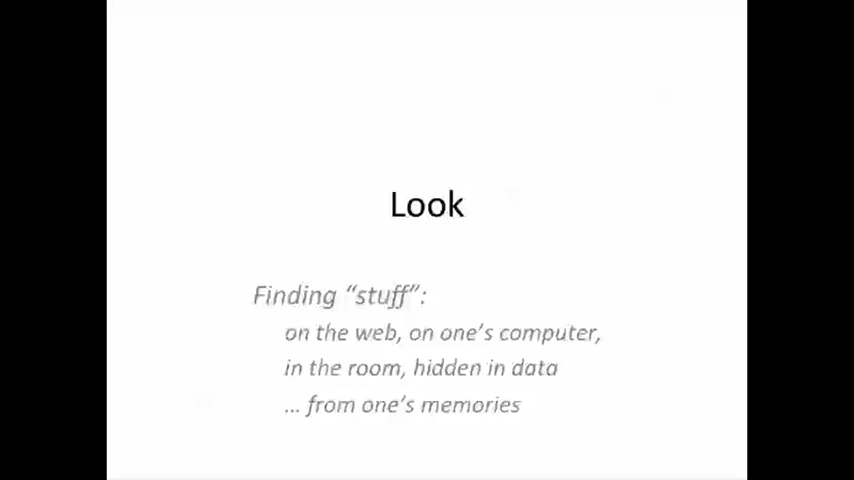 Look
Finding “stuff”:
on the web, on one’s computer,
in the room, hidden in data
... from one’s memories